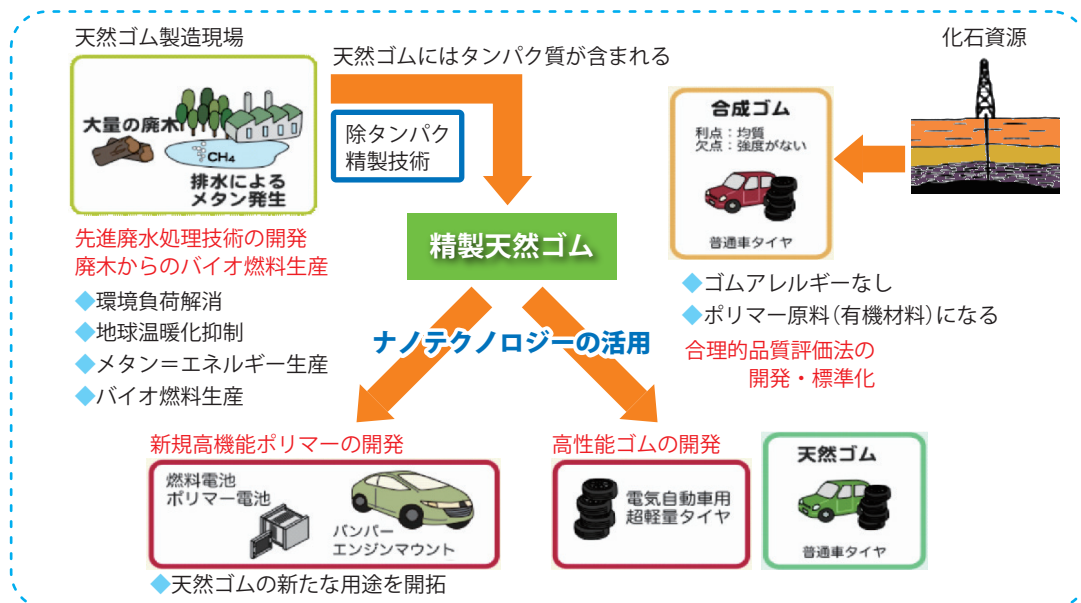 天然ゴム製造現場
大量の廃木
CH4
排水による
メタン発生
先進廃水処理技術の開発
廃木からのバイオ燃料生産
◆環境負荷解消
◆地球温暖化抑制
◆メタン＝エネルギー生産
◆バイオ燃料生産
天然ゴムにはタンパク質が含まれる
除タンパク
精製技術
精製天然ゴム
ナノテクノロジーの活用
化石資源
合成ゴム
利点：均質
欠点：強度がない
普通車タイヤ
◆ゴムアレルギーなし
◆ポリマー原料（有機材料）になる
合理的品質評価法の
開発・標準化
新規高機能ポリマーの開発
燃料電池
ポリマー電池
バンパー
エンジンマウント
◆天然ゴムの新たな用途を開拓
高性能ゴムの開発
電気自動車用
超軽量タイヤ
天然ゴム
普通車タイヤ